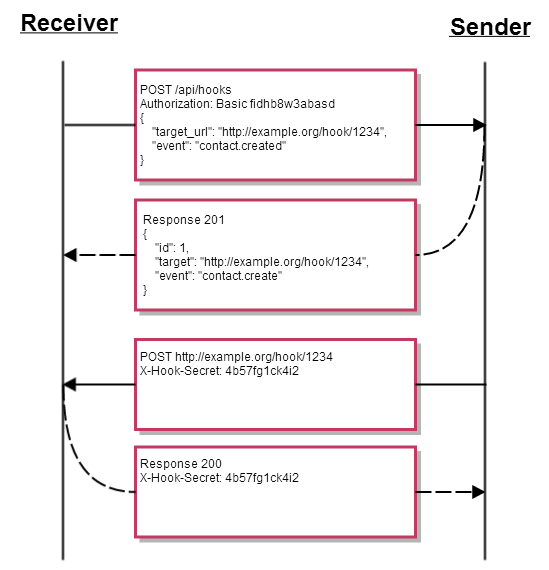 Receiver
Sender
POST /api/hooks
Authorization: Basic fidhb8w3abasd
{
"target_url": "http://example.org/hook/1234",
"event": "contact.created"
}
Response 201
{
"id": 1,
"target": "http://example.org/hook/1234",
"event": "contact.create"
}
POST http://example.org/hook/1234
X-Hook-Secret: 4b57fg1ck4i2
Response 200
X-Hook-Secret: 4b57fg1ck4i2